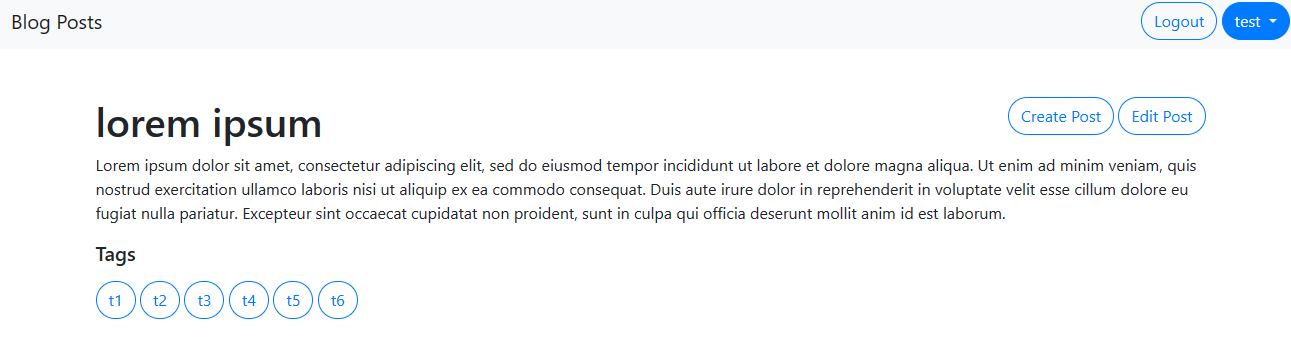 Blog Posts Logout test
lorem ipsum Create Post Edit Post
Lorem ipsum dolor sit amet, consectetur adipiscing elit, sed do eiusmod tempor incididunt ut labore et dolore magna aliqua. Ut enim ad minim veniam, quis
nostrud exercitation ullamco laboris nisi ut aliquip ex ea commodo consequat. Duis aute irure dolor in reprehenderit in voluptate velit esse cillum dolore eu
fugiat nulla pariatur. Excepteur sint occaecat cupidatat non proident, sunt in culpa qui officia deserunt mollit anim id est laborum.
Tags
t1 t2 t3 t4 t5 t6